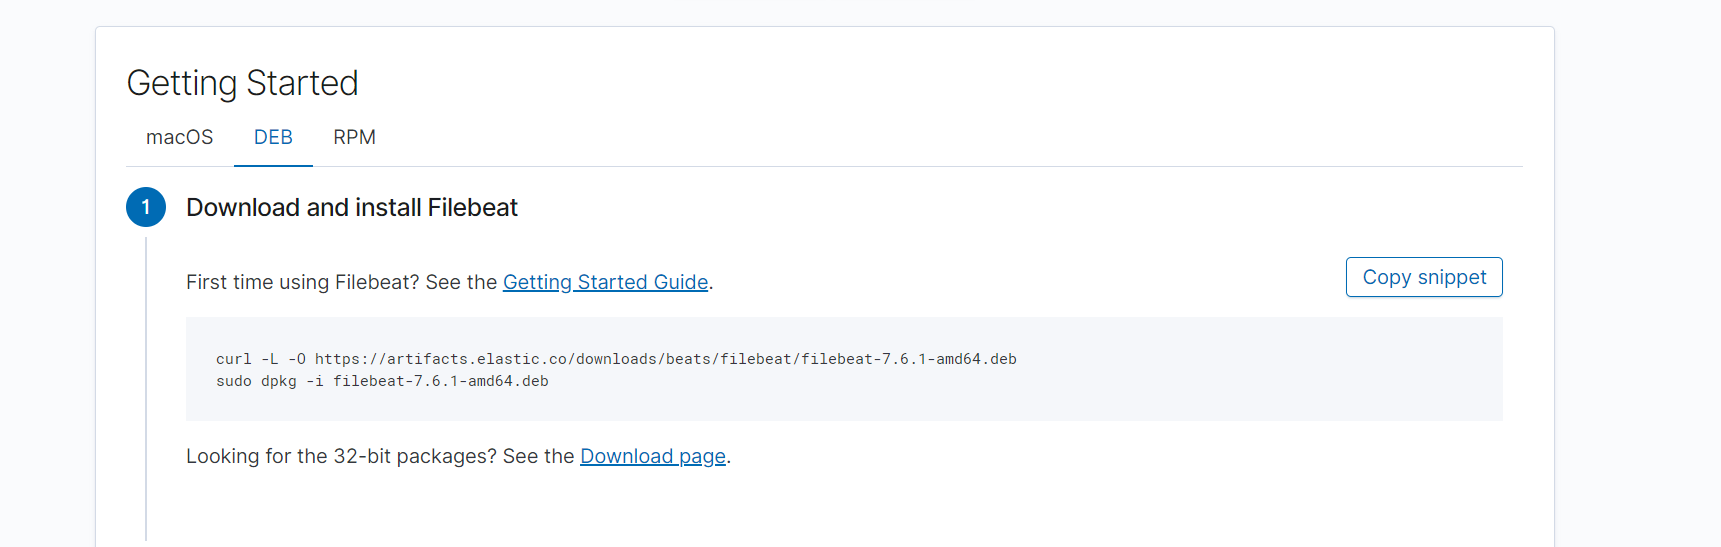 Getting Started
macOS DEB RPM
1 Download and install Filebeat
First time using Filebeat? See the Getting Started Guide.
Copy snippet
curl -L -O https://artifacts.elastic.co/downloads/beats/filebeat/filebeat-7.6.1-amd64.deb
sudo dpkg -i filebeat-7.6.1-amd64.deb
Looking for the 32-bit packages? See the Download page.